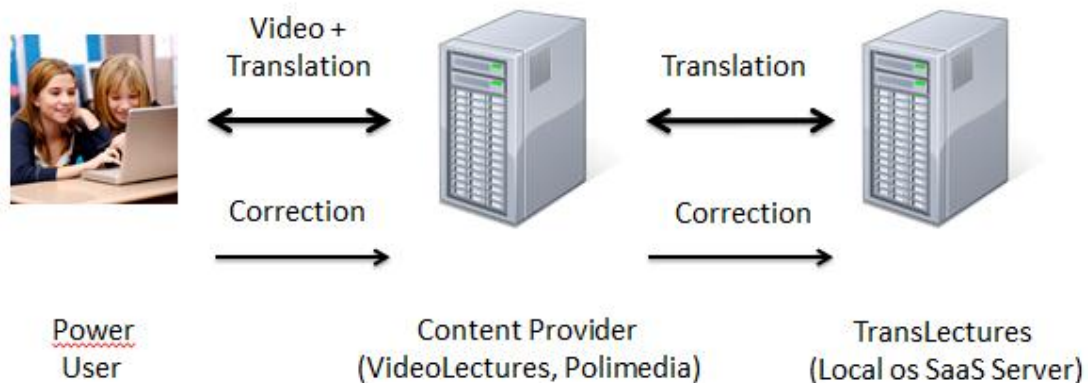 Video +
Translation
Translation
Correction
Correction
Power
User
Content Provider
(VideoLectures, Polimedia)
TransLectures
(Local os SaaS Server)